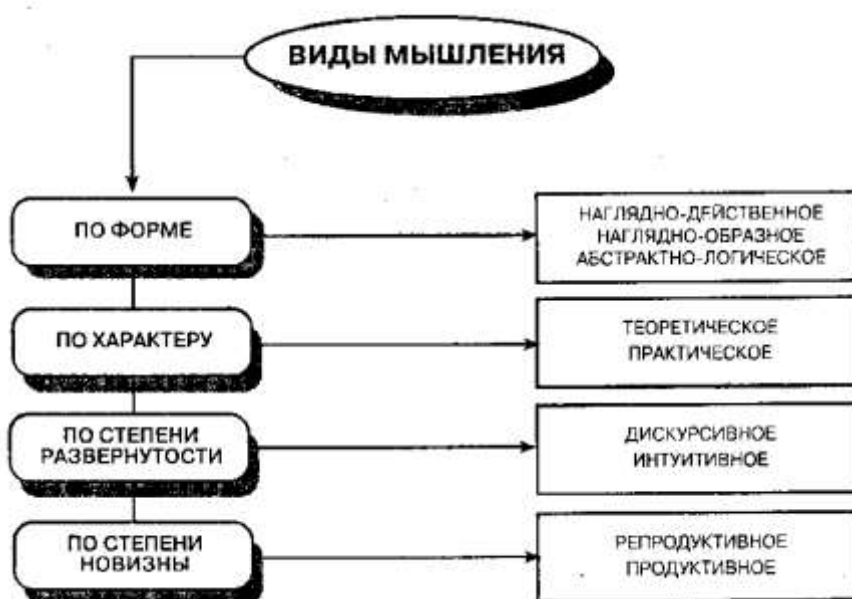 ВИДЫ МЫШЛЕНИЯ
ПО ФОРМЕ
НАГЛЯДНО-ДЕЙСТВЕННОЕ
НАГЛЯДНО-ОБРАЗНОЕ
АБСТРАКТНО-ЛОГИЧЕСКОЕ
ПО ХАРАКТЕРУ
ТЕОРЕТИЧЕСКОЕ
ПРАКТИЧЕСКОЕ
ПО СТЕПЕНИ
РАЗВЕРНУТОСТИ
ДИСКУРСИВНОЕ
ИНТУИТИВНОЕ
ПО СТЕПЕНИ
НОВИЗНЫ
РЕПРОДУКТИВНОЕ
ПРОДУКТИВНОЕ